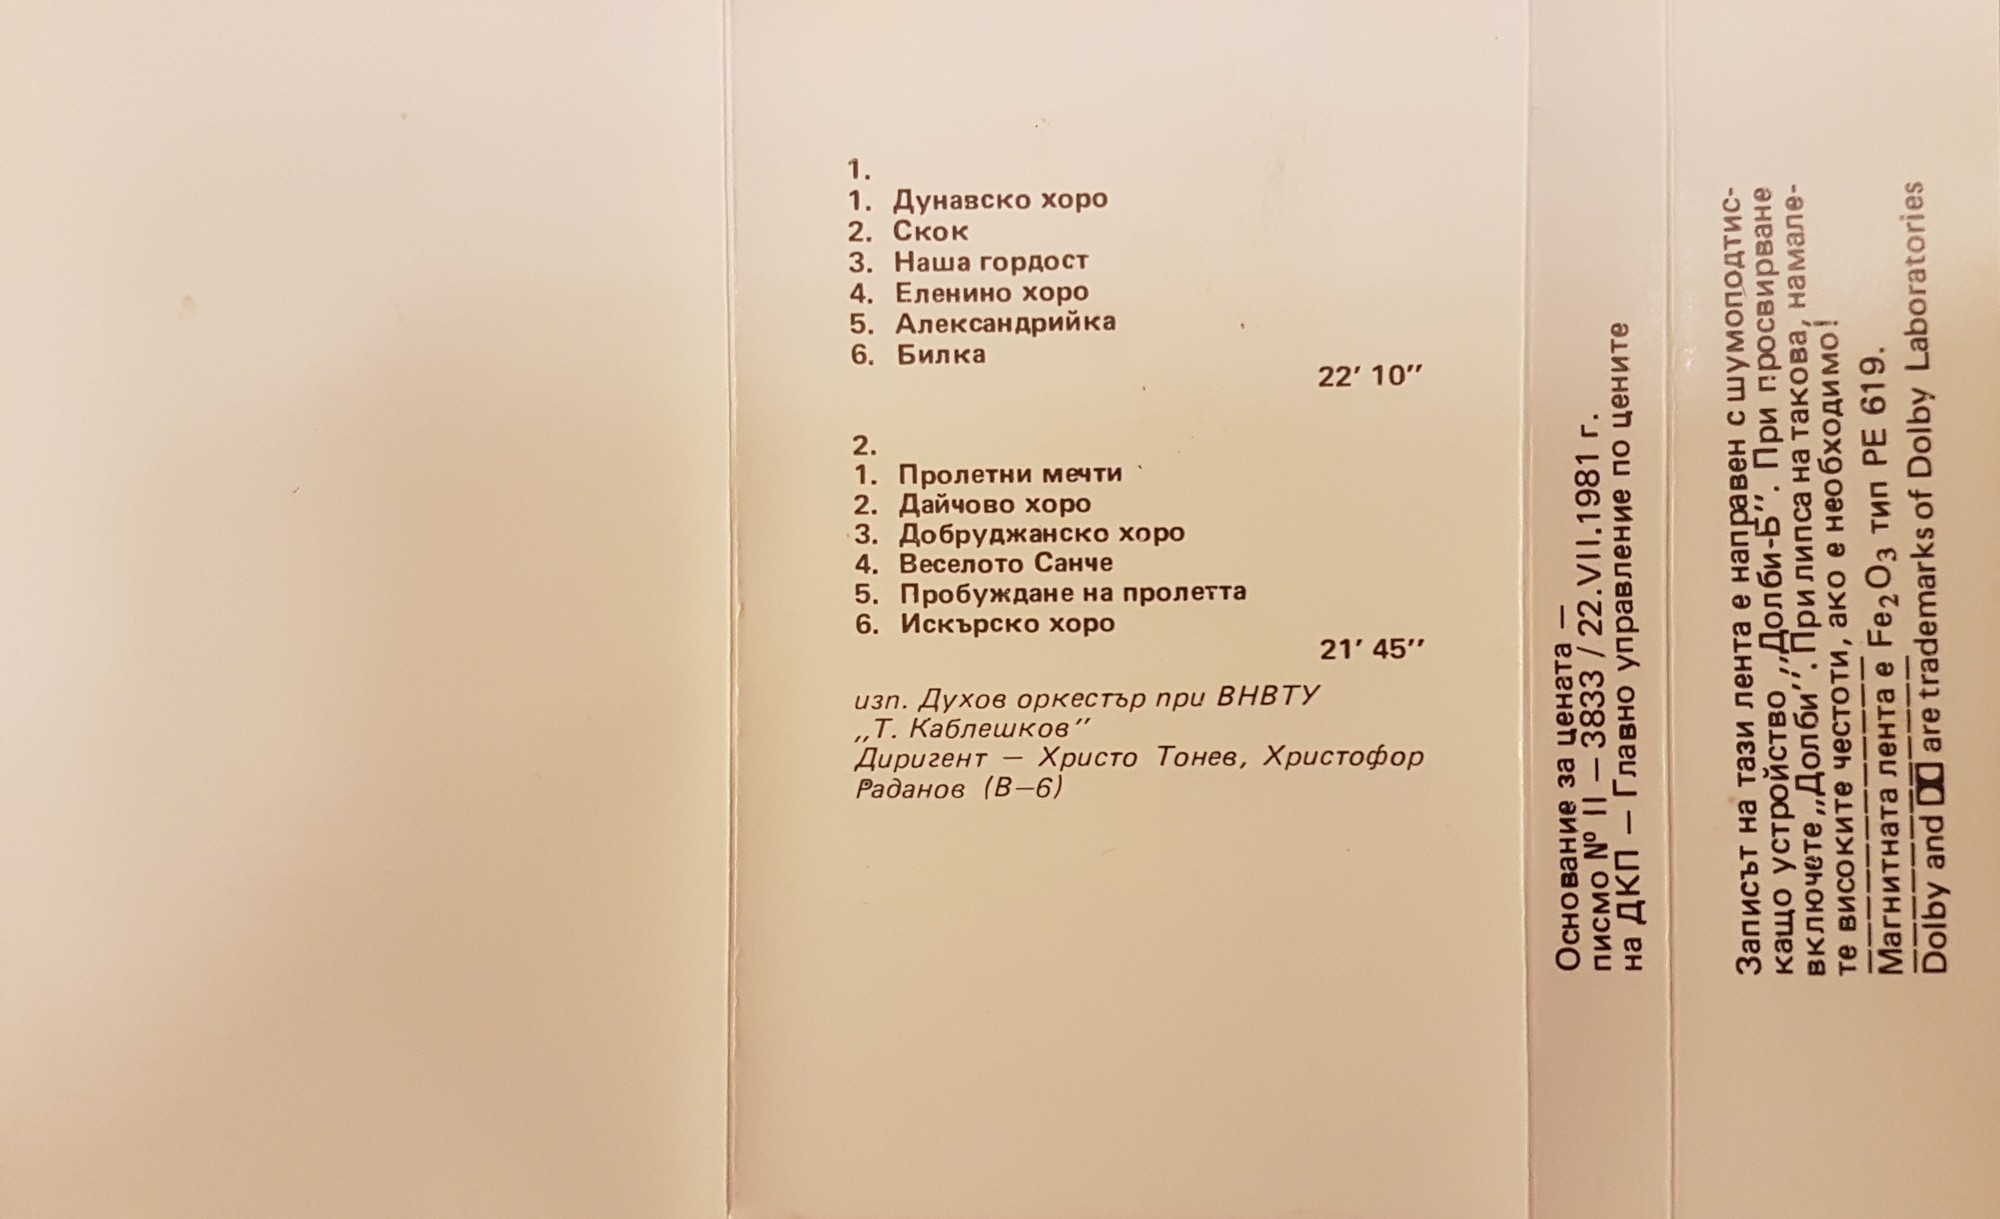 1.
1. Дунавско хоро
2. Скок
3. Наша гордост
4. Еленино хоро
5. Александрийка
6. Билка
22' 10''
2.
1. Пролетни мечти
2. Дайчово хоро
3. Добруджанско хоро
4. Веселото Санче
5. Пробуждане на пролетта
6. Искърско хоро
21' 45''
изп. Духов оркестър при ВНВТУ
„Т. Каблешков''
Диригент — Христо Тонев, Христофор
Раданов (В—6)
Основание за цената —
писмо № II — 3833 / 22.VII.1981 г.
на ДКП — Главно управление по цените
Записът на тази лента е направен с шумоподтис-
кащо устройство „Долби-Б''. При просвирване
включете „Долби''. При липса на такова, намале-
те високите честоти, ако е необходимо!
Магнитната лента е Fe₂O₃ тип PE 619.
Dolby and are trademarks of Dolby Laboratories